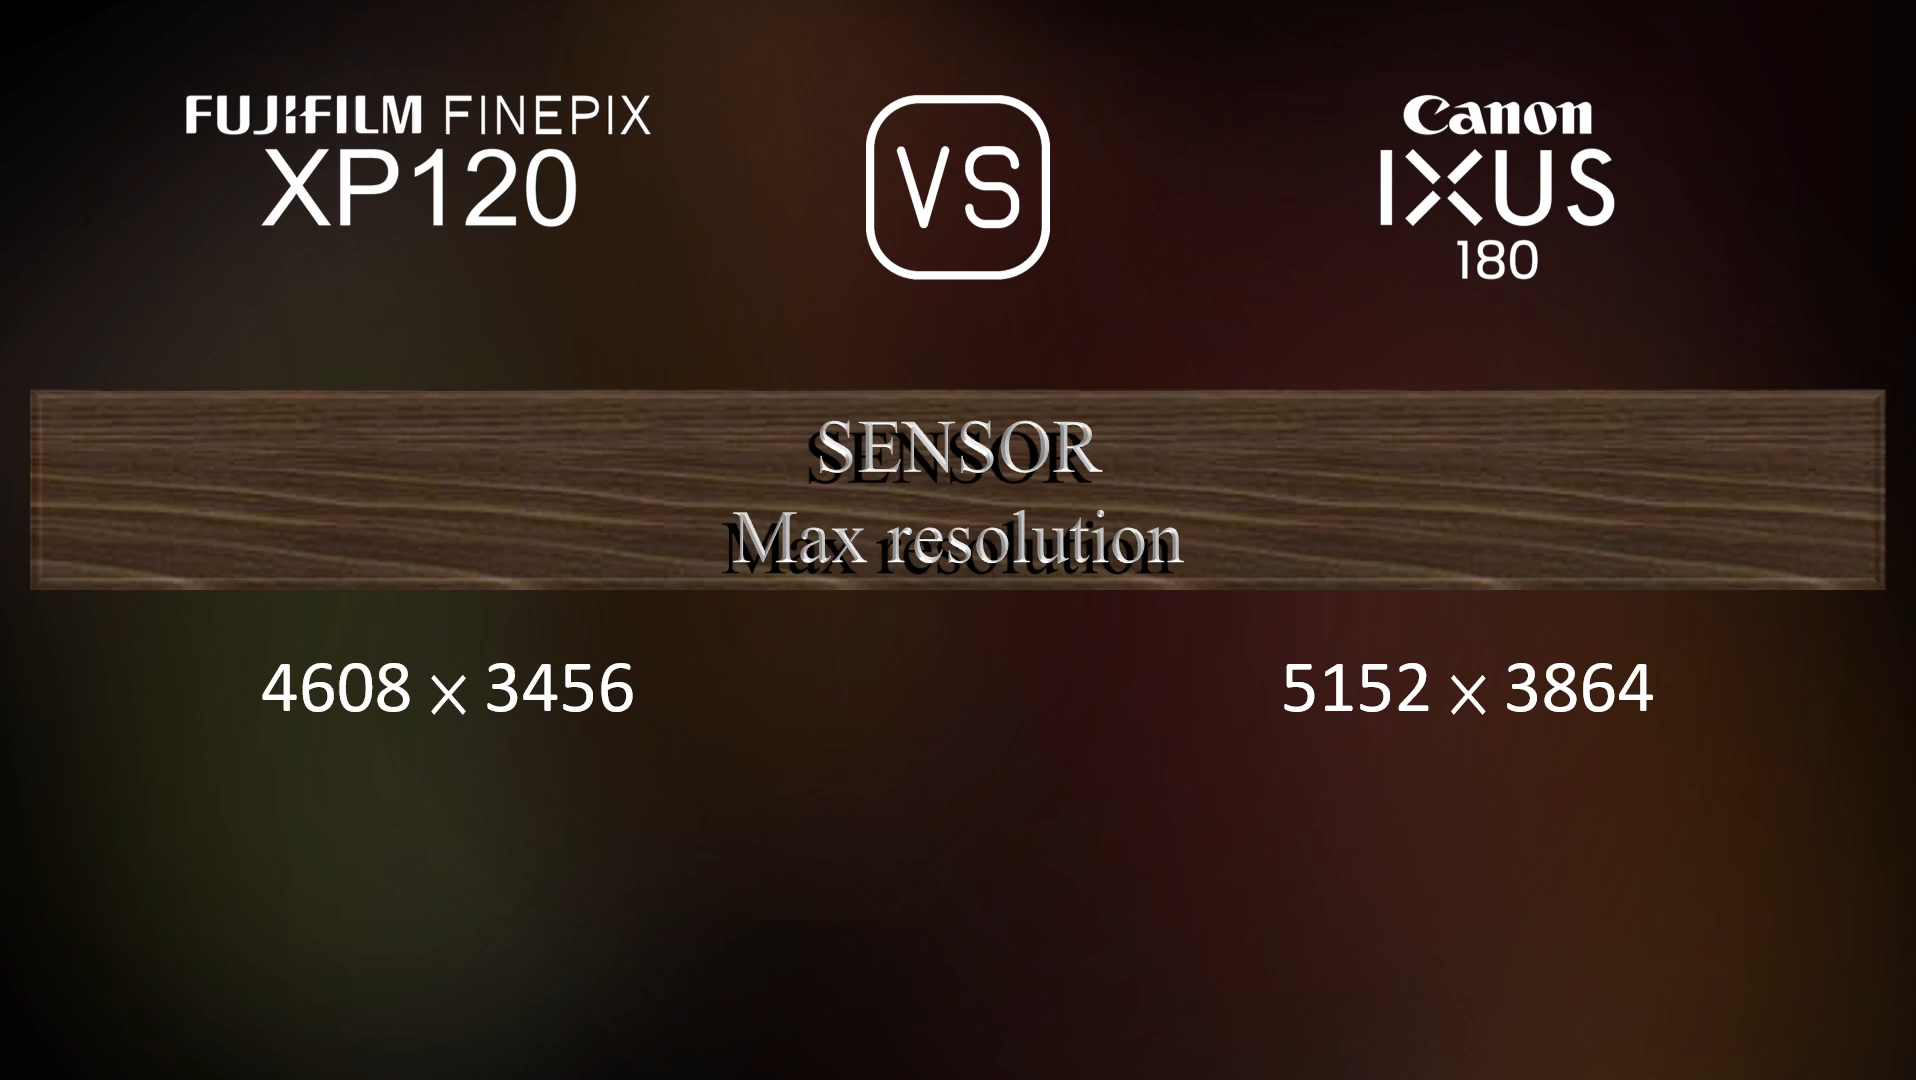 FUJIFILM FINEPIX
XP120
VS
Canon
IXUS
180
SENSOR
Max resolution
4608 x 3456
5152 x 3864